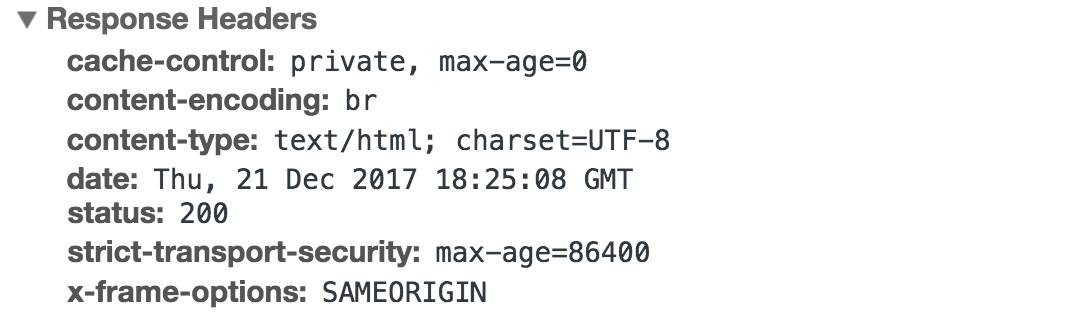 Response Headers
cache-control: private, max-age=0
content-encoding: br
content-type: text/html; charset=UTF-8
date: Thu, 21 Dec 2017 18:25:08 GMT
status: 200
strict-transport-security: max-age=86400
x-frame-options: SAMEORIGIN